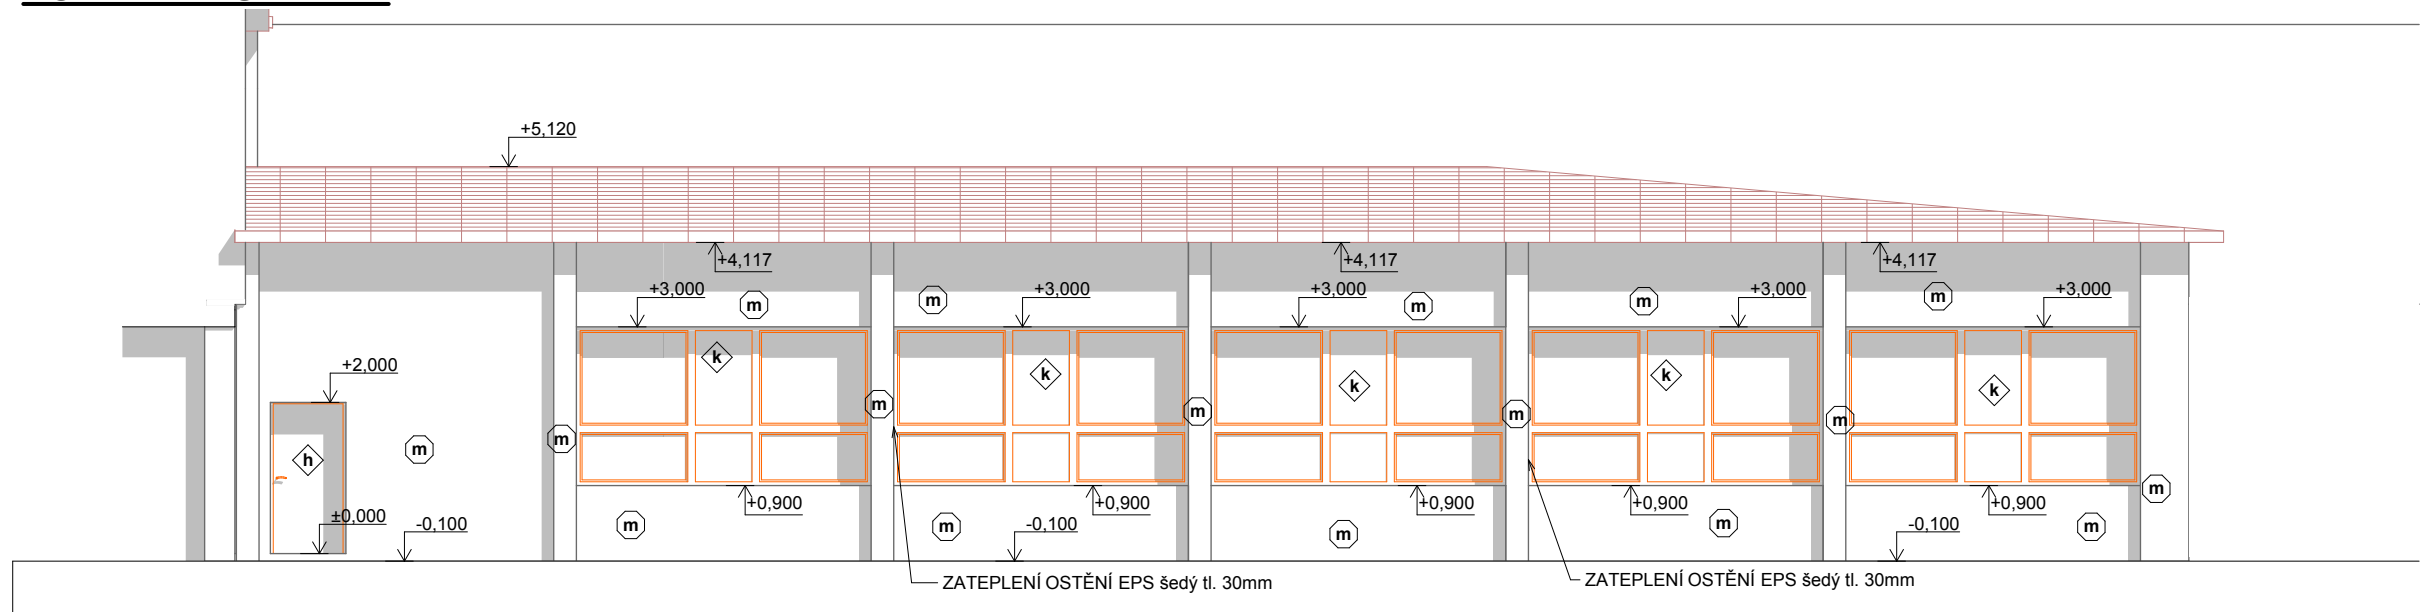 +5,120
+4,117 +4,117 +4,117
+3,000 m m +3,000 +3,000 m m +3,000 m +3,000
+2,000 k k k k k
m m m m m m
h m
±0,000 -0,100 m +0,900 m -0,100 +0,900 m +0,900 +0,900 m -0,100 +0,900 m
ZATEPLENÍ OSTĚNÍ EPS šedý tl. 30mm
ZATEPLENÍ OSTĚNÍ EPS šedý tl. 30mm